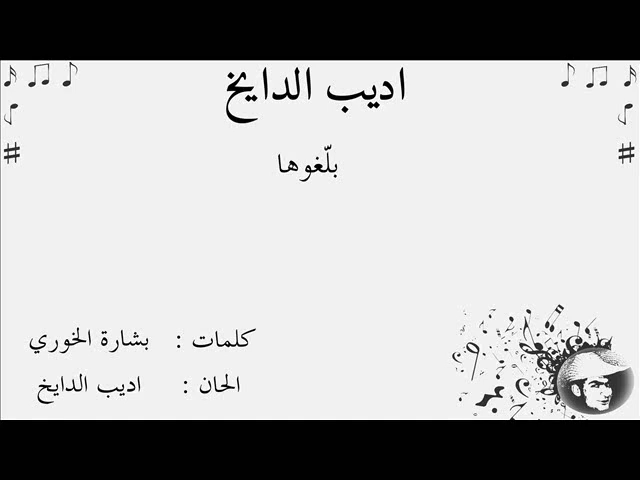 اديب الدايخ
بلّغوها
كلمات : بشارة الخوري
الحان : اديب الدايخ